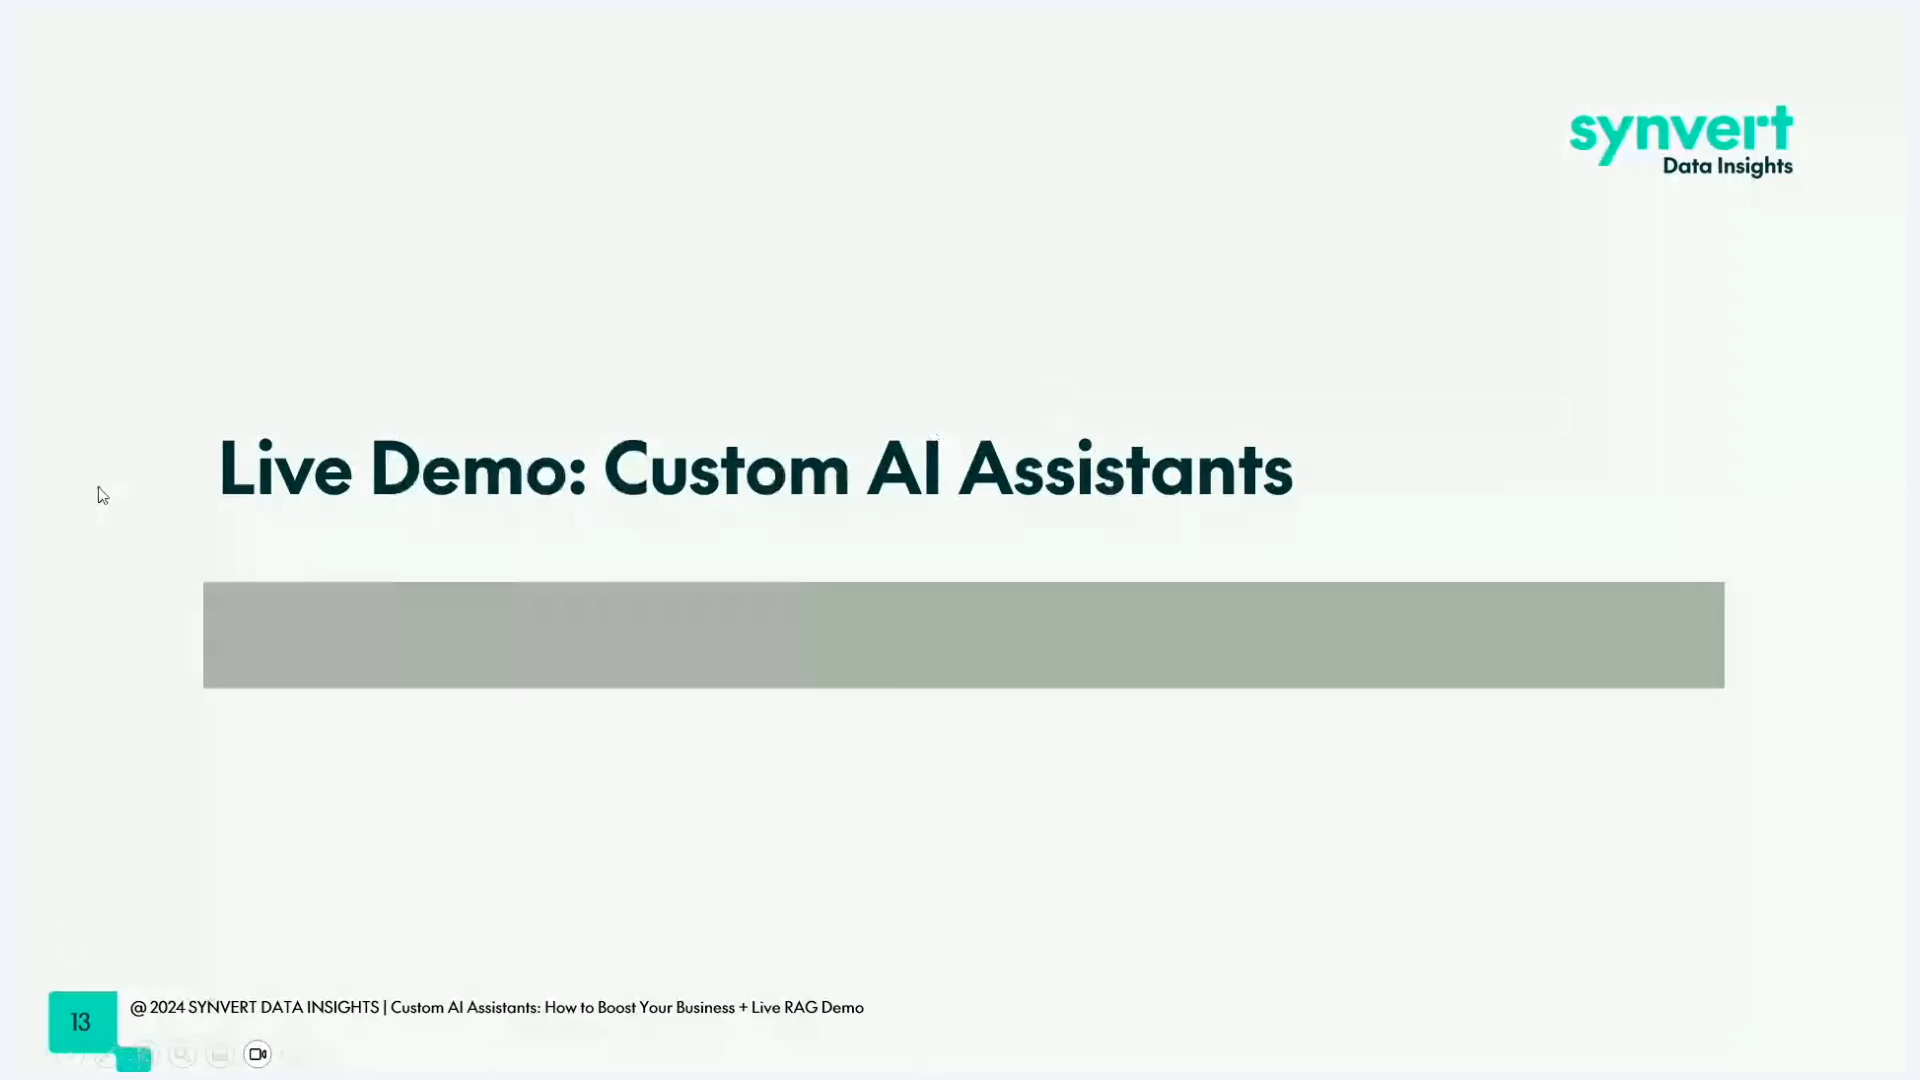 synvert
Data Insights
Live Demo: Custom AI Assistants
13
@ 2024 SYNVERT DATA INSIGHTS | Custom AI Assistants: How to Boost Your Business + Live RAG Demo